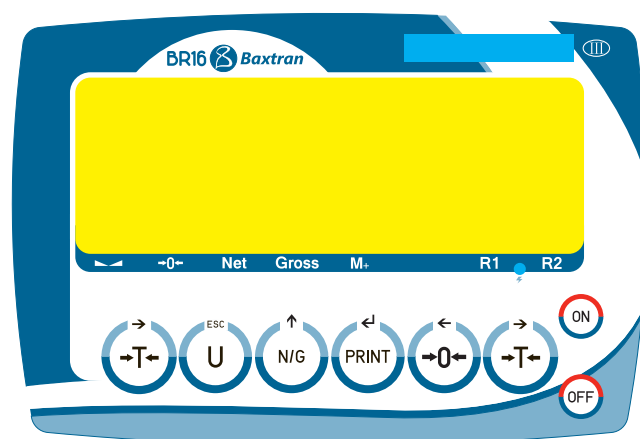 BR16 Baxtran III
→0← Net Gross M+ R1 R2
ESC
→T← U N/G PRINT →0← →T←
ON
OFF